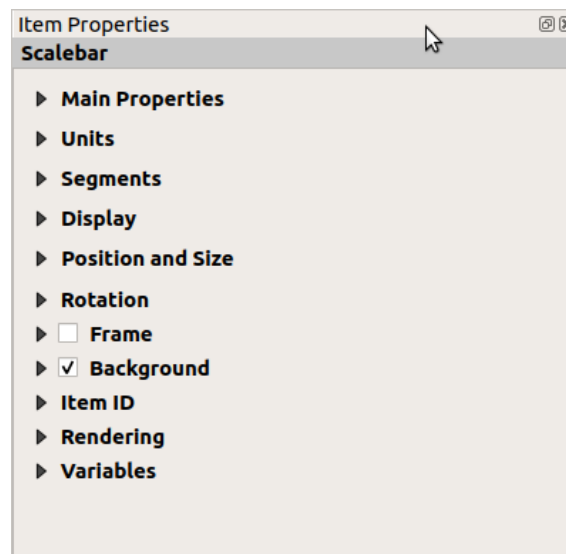 Item Properties
Scalebar
Main Properties
Units
Segments
Display
Position and Size
Rotation
Frame
Background
Item ID
Rendering
Variables